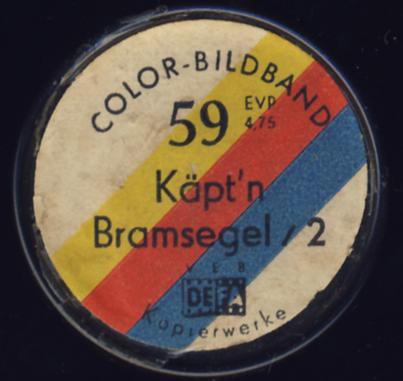 COLOR-BILDBAND
59 EVP
4,75
Käpt'n
Bramsegel / 2
VEB
DEFA
Kopierwerke